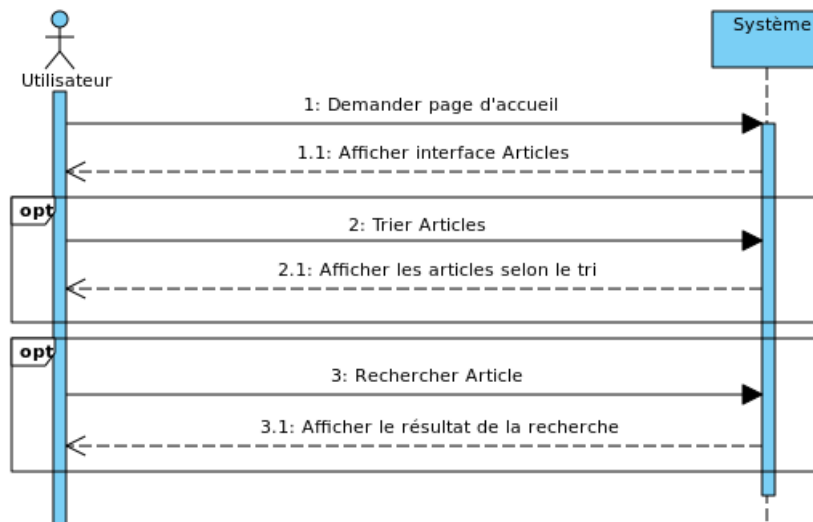 Système
Utilisateur
1: Demander page d'accueil
1.1: Afficher interface Articles
opt
2: Trier Articles
2.1: Afficher les articles selon le tri
opt
3: Rechercher Article
3.1: Afficher le résultat de la recherche